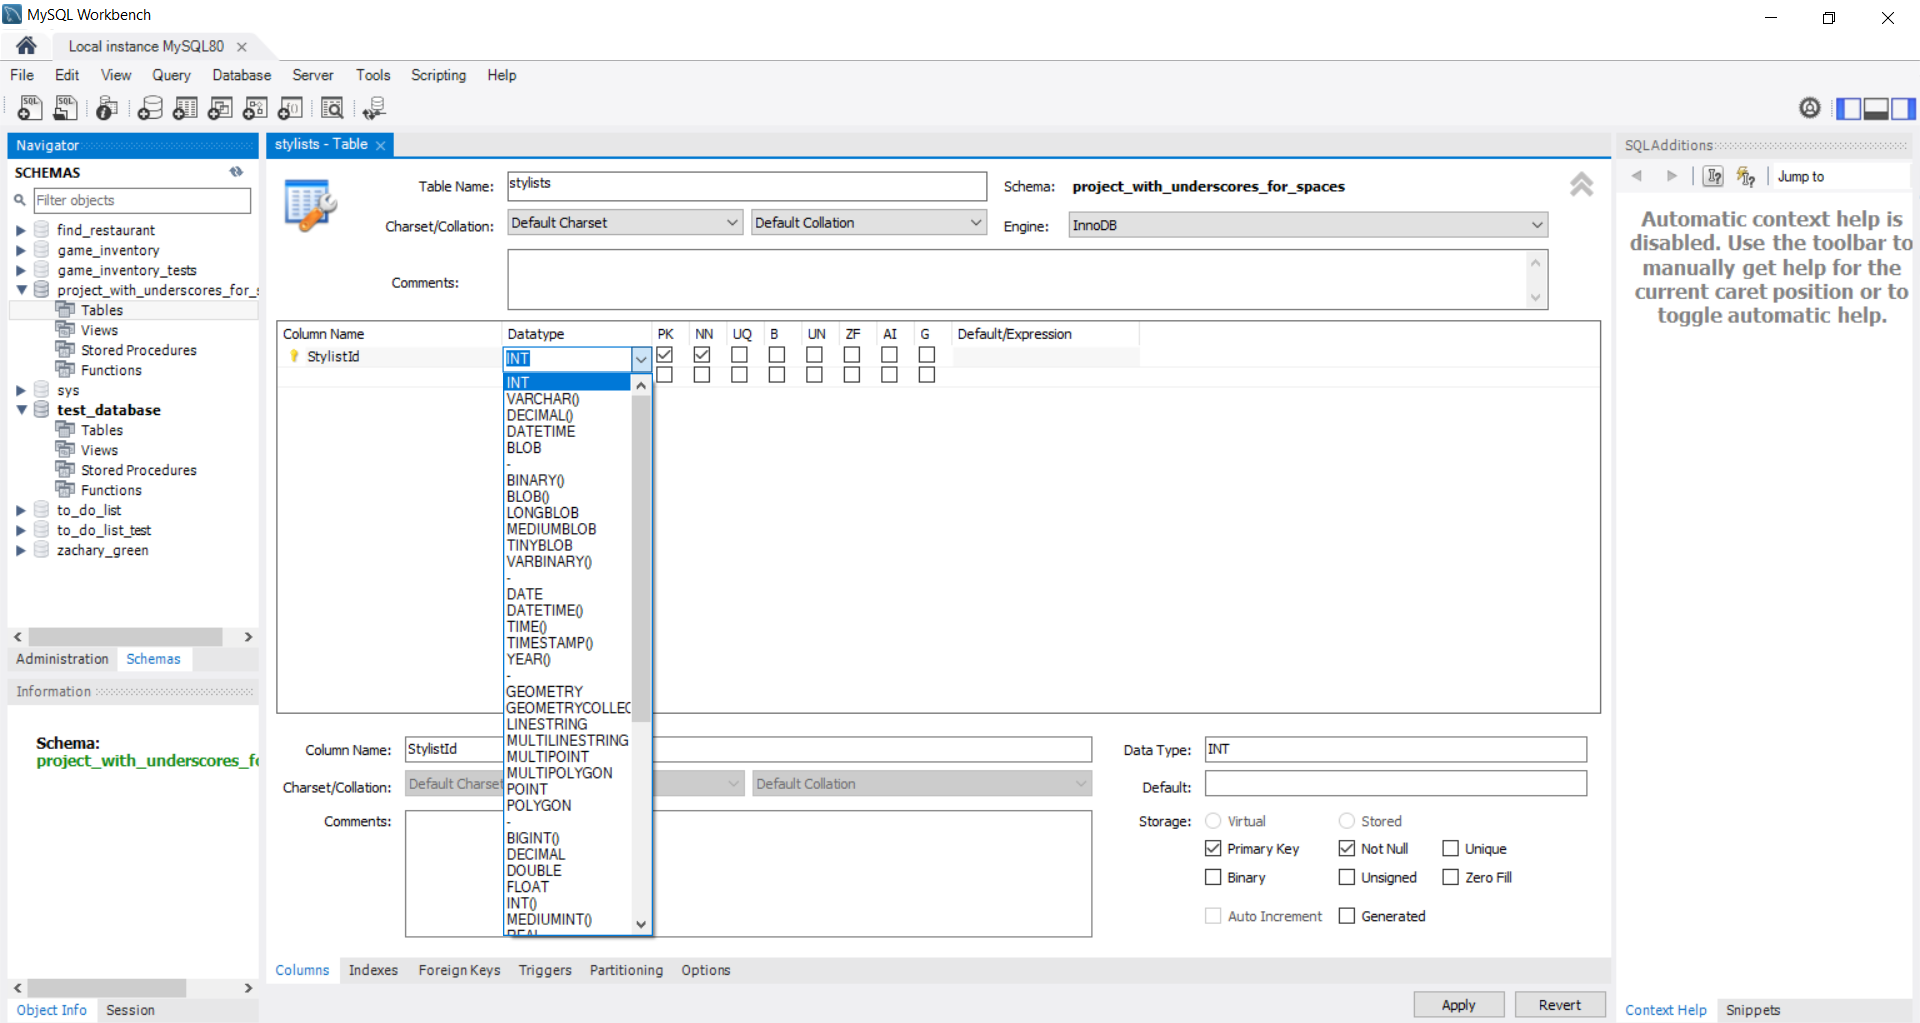 MySQL Workbench
Local instance MySQL80
File Edit View Query Database Server Tools Scripting Help
Navigator
SCHEMAS
Filter objects
find_restaurant
game_inventory
game_inventory_tests
project_with_underscores_for_
Tables
Views
Stored Procedures
Functions
sys
test_database
Tables
Views
Stored Procedures
Functions
to_do_list
to_do_list_test
zachary_green
Administration Schemas
Information
Schema:
project_with_underscores_fo
Object Info Session
stylists - Table
Table Name: stylists Schema: project_with_underscores_for_spaces
Charset/Collation: Default Charset Default Collation Engine: InnoDB
Comments:
Column Name Datatype PK NN UQ B UN ZF AI G Default/Expression
StylistId INT
INT
VARCHAR()
DECIMAL()
DATETIME
BLOB
-
BINARY()
BLOB()
LONGBLOB
MEDIUMBLOB
TINYBLOB
VARBINARY()
-
DATE
DATETIME()
TIME()
TIMESTAMP()
YEAR()
-
GEOMETRY
GEOMETRYCOLLEC
LINESTRING
MULTILINESTRING
MULTIPOINT
MULTIPOLYGON
POINT
POLYGON
-
BIGINT()
DECIMAL
DOUBLE
FLOAT
INT()
MEDIUMINT()
REAL
Column Name: StylistId Data Type: INT
Charset/Collation: Default Charset Default Collation Default:
Comments: Storage: Virtual Stored
Primary Key Not Null Unique
Binary Unsigned Zero Fill
Auto Increment Generated
Columns Indexes Foreign Keys Triggers Partitioning Options
Apply Revert
SQLAdditions
Jump to
Automatic context help is
disabled. Use the toolbar to
manually get help for the
current caret position or to
toggle automatic help.
Context Help Snippets